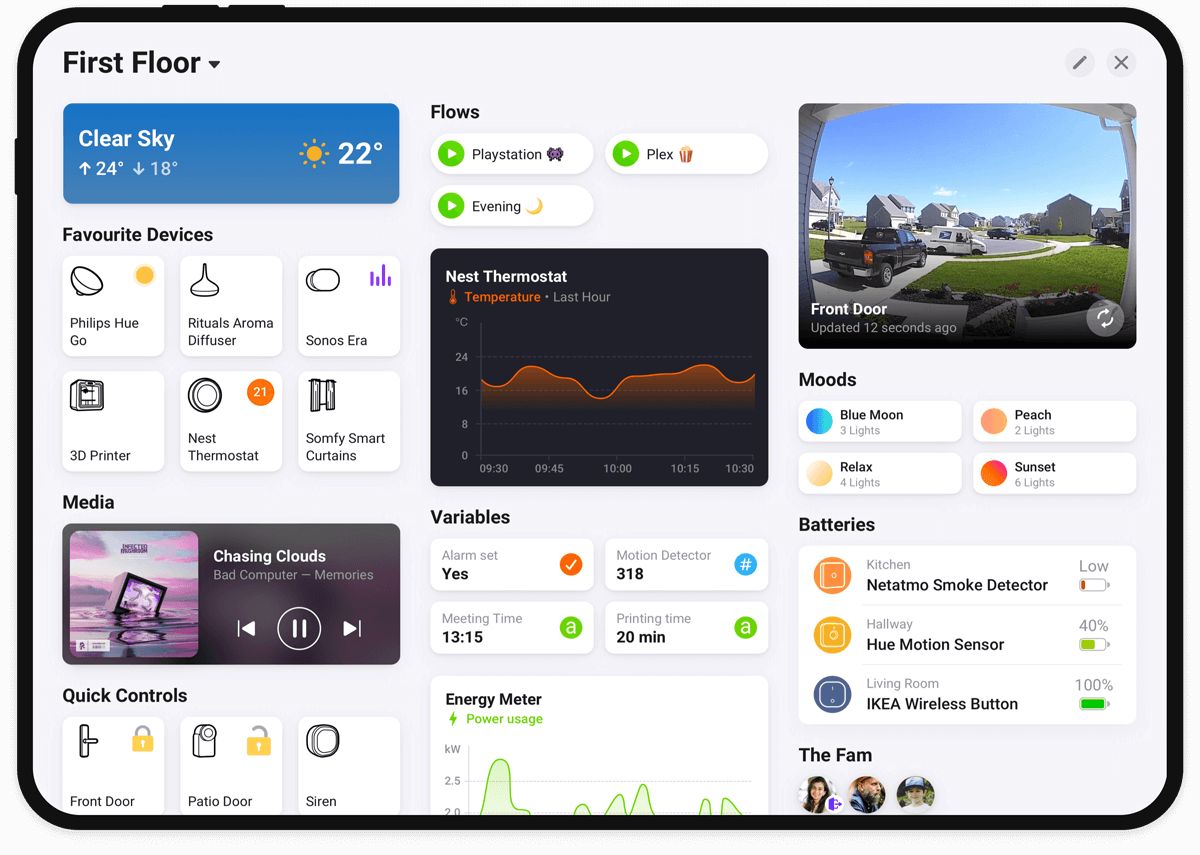 First Floor
Clear Sky
↑ 24° ↓ 18°
22°
Favourite Devices
Philips Hue
Go
Rituals Aroma
Diffuser
Sonos Era
3D Printer
21
Nest
Thermostat
Somfy Smart
Curtains
Media
INFECTED
MUSHROOM
Chasing Clouds
Bad Computer — Memories
Quick Controls
Front Door
Patio Door
Siren
Flows
Playstation 👾
Plex 🍿
Evening 🌙
Nest Thermostat
Temperature • Last Hour
°C
24
16
8
0
09:30 09:45 10:00 10:15 10:30
Variables
Alarm set
Yes
Motion Detector
318
#
Meeting Time
13:15
a
Printing time
20 min
a
Energy Meter
Power usage
kW
2.5
2.0
Front Door
Updated 12 seconds ago
Moods
Blue Moon
3 Lights
Peach
2 Lights
Relax
4 Lights
Sunset
6 Lights
Batteries
Kitchen
Netatmo Smoke Detector
Low
Hallway
Hue Motion Sensor
40%
Living Room
IKEA Wireless Button
100%
The Fam